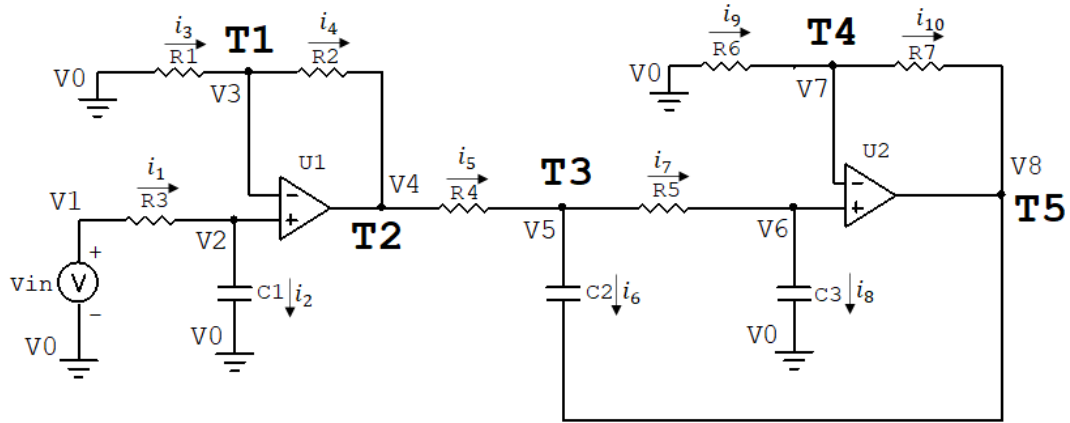 i3
R1
T1
i4
R2
i9
R6
T4
i10
R7
V0
V3
V0
V7
i1
R3
U1
V4
i5
R4
T3
i7
R5
U2
V8
V1
V2
T2
V5
V6
T5
Vin
+
V
−
C1
i2
C2
i6
C3
i8
V0
V0